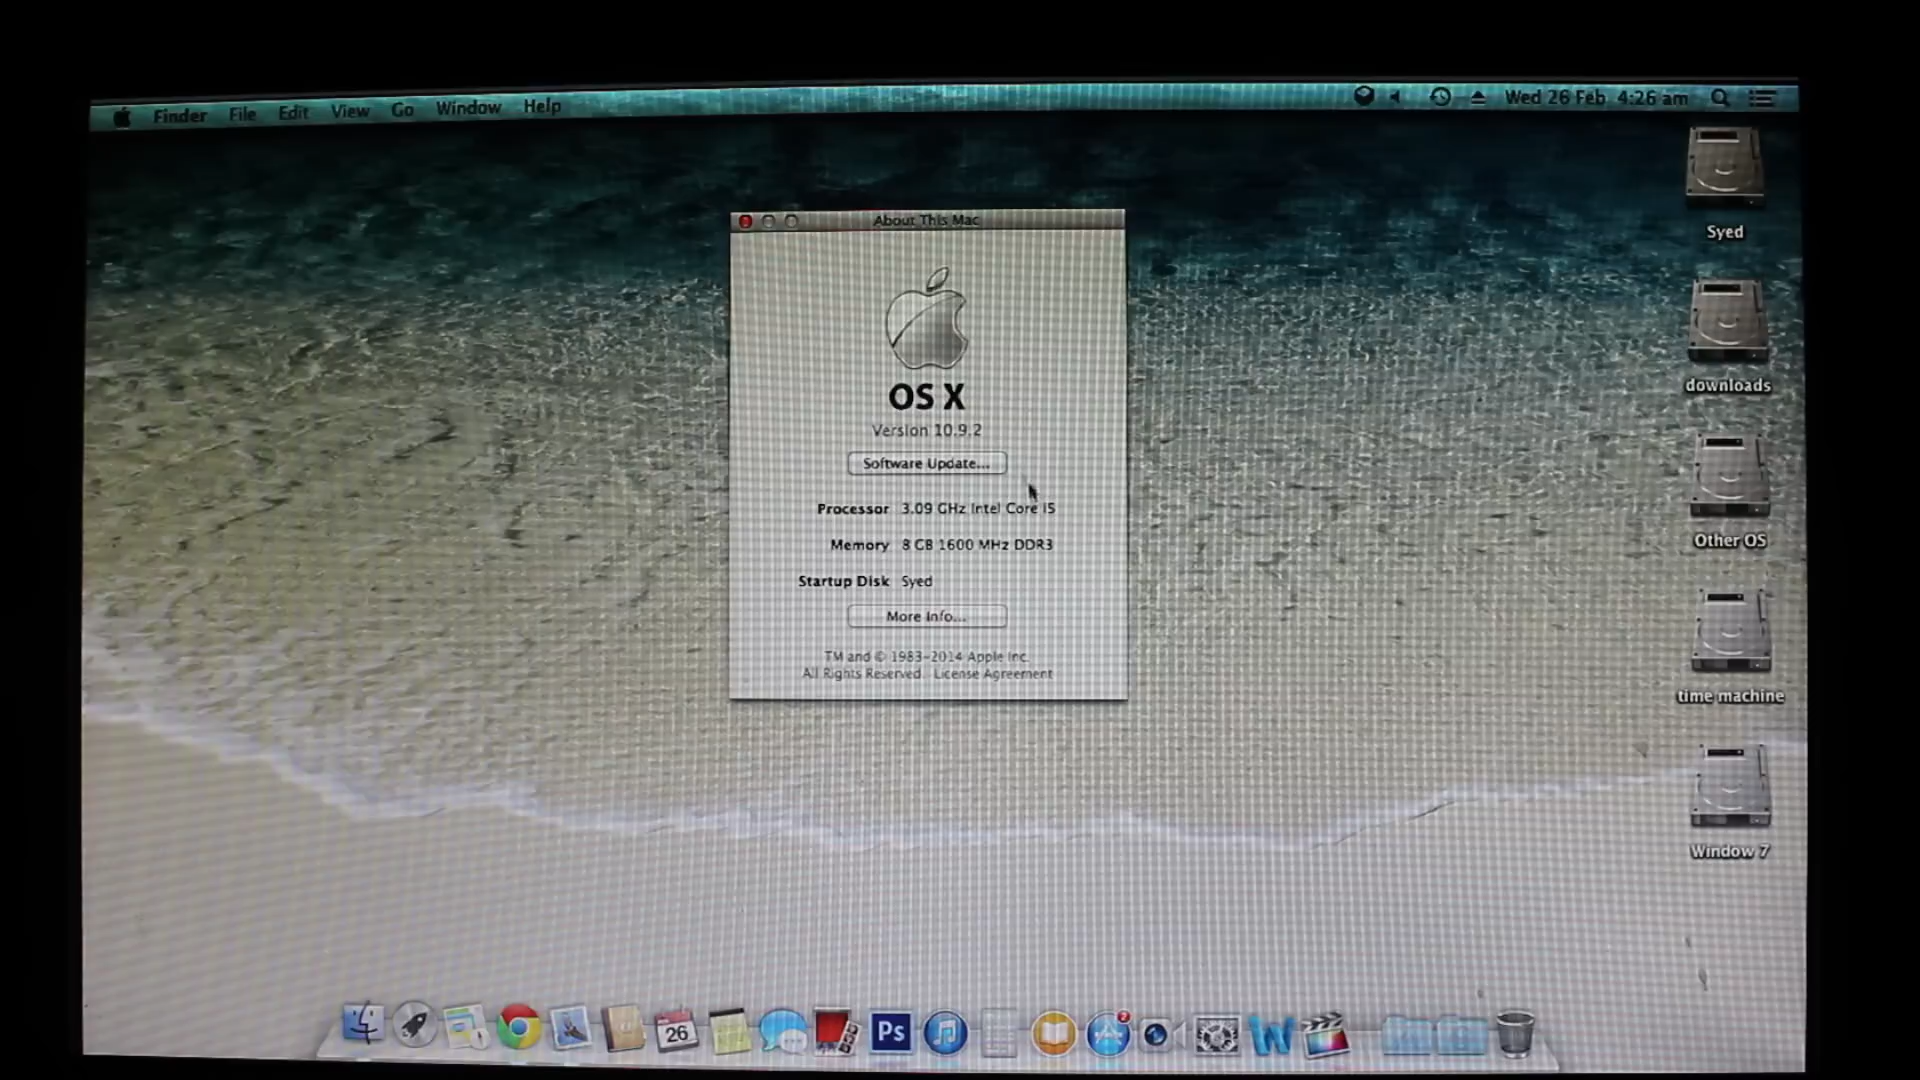 Finder File Edit View Go Window Help
Wed 26 Feb 4:26 am
About This Mac
OS X
Version 10.9.2
Software Update...
Processor 3.09 GHz Intel Core i5
Memory 8 GB 1600 MHz DDR3
Startup Disk Syed
More Info...
TM and © 1983-2014 Apple Inc.
All Rights Reserved. License Agreement
Syed
downloads
Other OS
time machine
Window 7
26
Ps
2
W